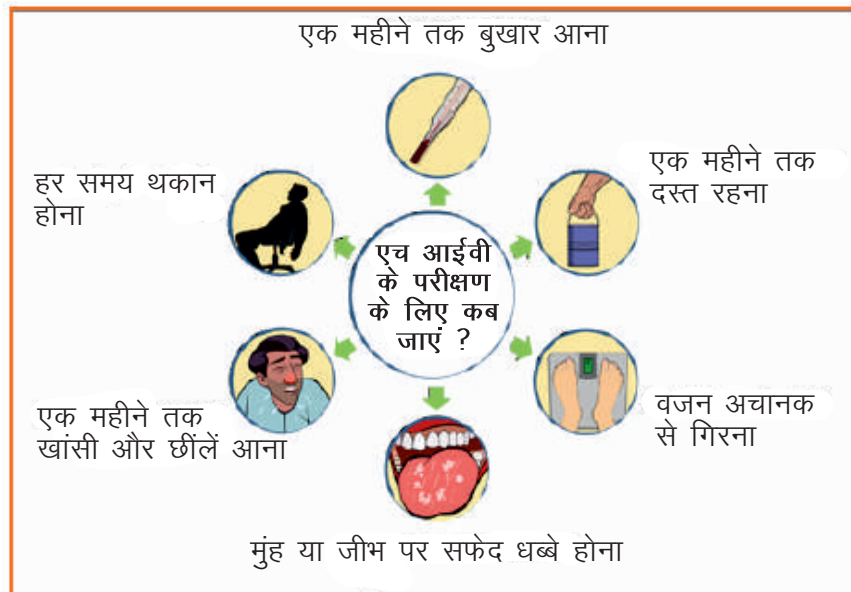 एक महीने तक बुखार आना
एक महीने तक
दस्त रहना
हर समय थकान
होना
एच आईवी
के परीक्षण
के लिए कब
जाएं ?
एक महीने तक
खांसी और छींलें आना
वजन अचानक
से गिरना
मुंह या जीभ पर सफेद धब्बे होना